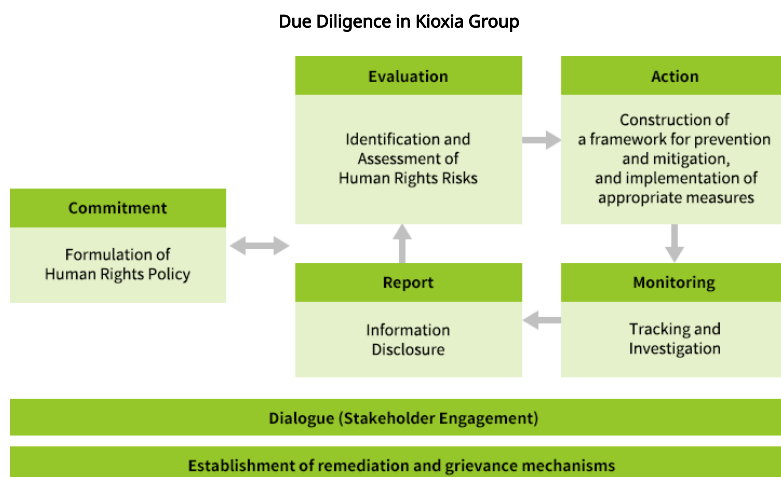 Due Diligence in Kioxia Group
Evaluation
Identification and
Assessment of
Human Rights Risks
Action
Construction of
a framework for prevention
and mitigation,
and implementation of
appropriate measures
Commitment
Formulation of
Human Rights Policy
Report
Information
Disclosure
Monitoring
Tracking and
Investigation
Dialogue (Stakeholder Engagement)
Establishment of remediation and grievance mechanisms